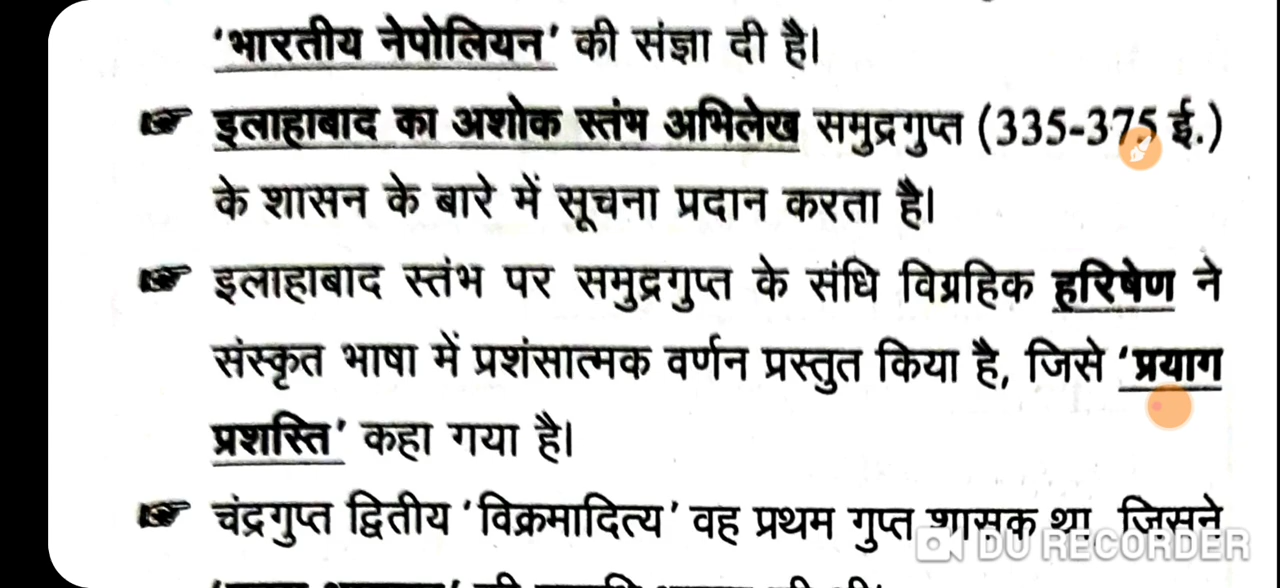 'भारतीय नेपोलियन' की संज्ञा दी है।
इलाहाबाद का अशोक स्तंभ अभिलेख समुद्रगुप्त (335-375 ई.)
के शासन के बारे में सूचना प्रदान करता है।
इलाहाबाद स्तंभ पर समुद्रगुप्त के संधि विग्रहिक हरिषेण ने
संस्कृत भाषा में प्रशंसात्मक वर्णन प्रस्तुत किया है, जिसे 'प्रयाग
प्रशस्ति' कहा गया है।
चंद्रगुप्त द्वितीय 'विक्रमादित्य' वह प्रथम गुप्त शासक था, जिसने
DU RECORDER